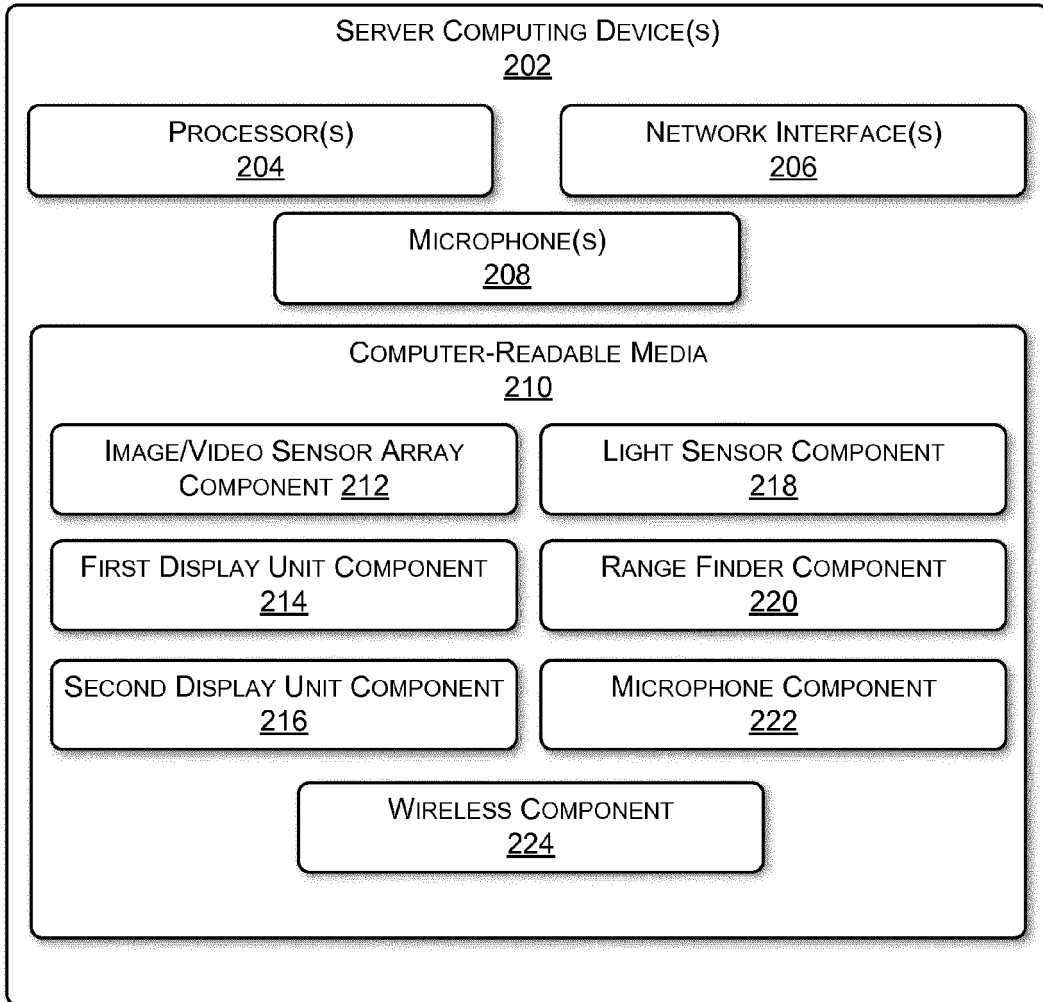 SERVER COMPUTING DEVICE(S)
202
PROCESSOR(S)
204
NETWORK INTERFACE(S)
206
MICROPHONE(S)
208
COMPUTER-READABLE MEDIA
210
IMAGE/VIDEO SENSOR ARRAY
COMPONENT 212
LIGHT SENSOR COMPONENT
218
FIRST DISPLAY UNIT COMPONENT
214
RANGE FINDER COMPONENT
220
SECOND DISPLAY UNIT COMPONENT
216
MICROPHONE COMPONENT
222
WIRELESS COMPONENT
224